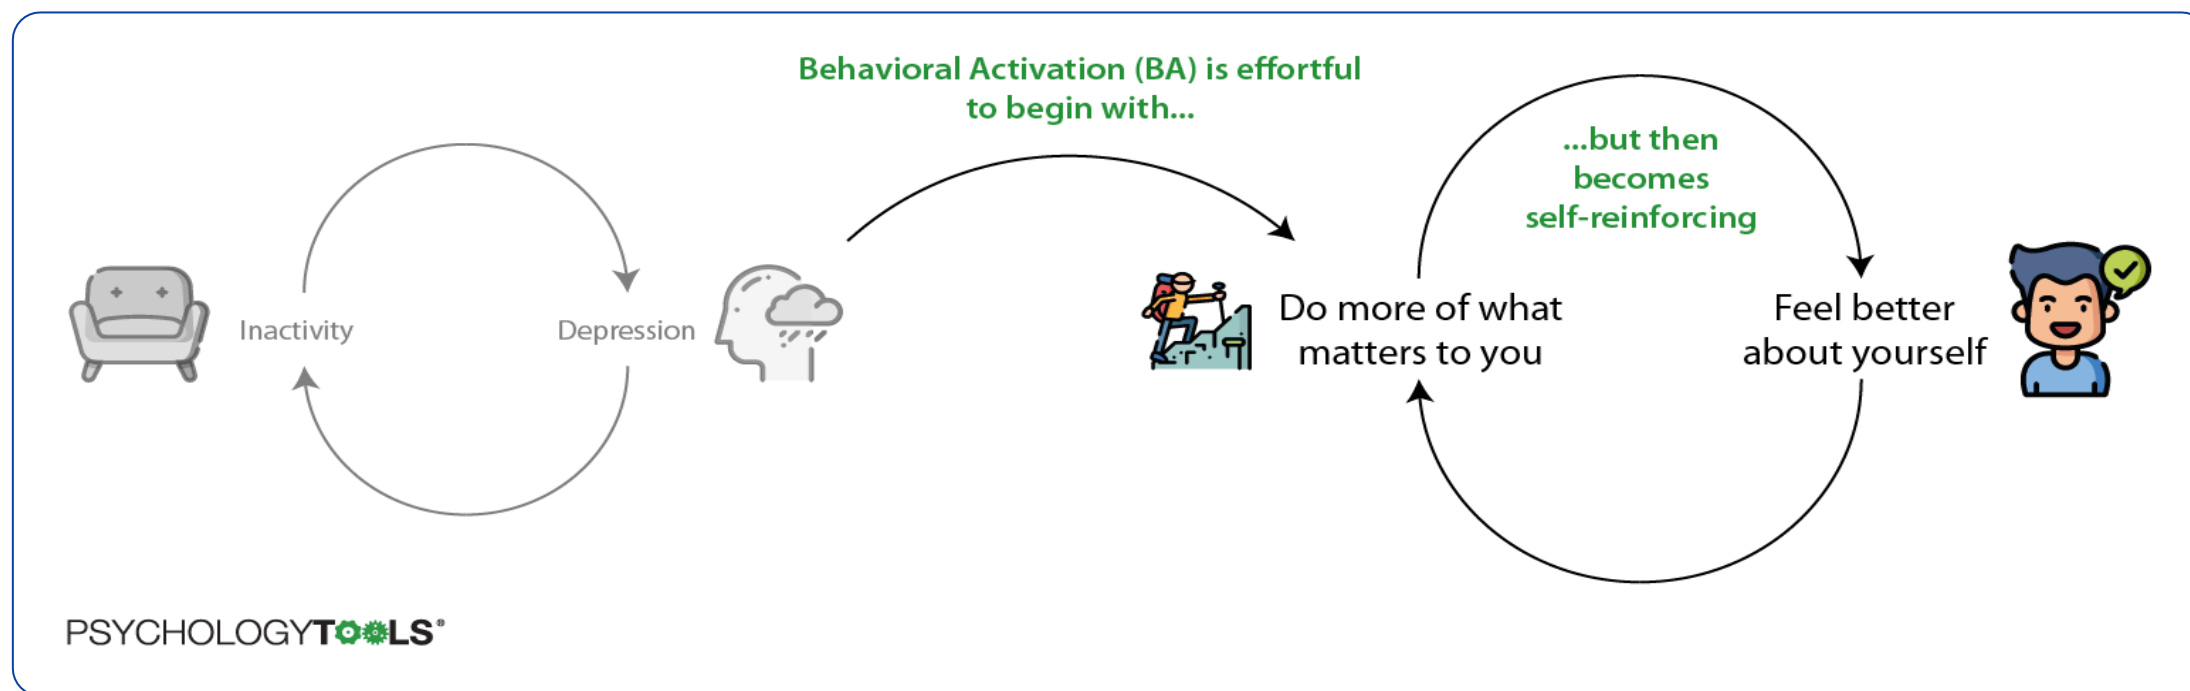 Behavioral Activation (BA) is effortful
to begin with...
...but then
becomes
self-reinforcing
Inactivity
Depression
Do more of what
matters to you
Feel better
about yourself
PSYCHOLOGYTOOLS®